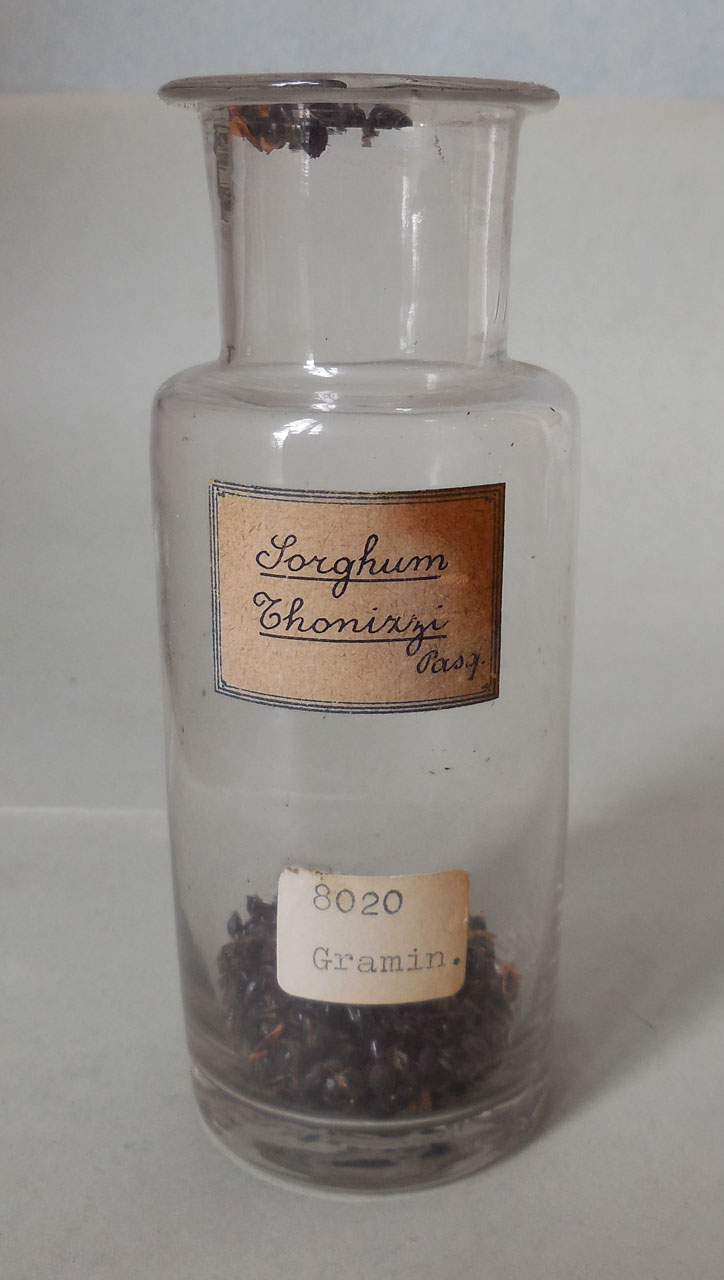 Sorghum
Thonizzi
Pasq.
8020
Gramin.